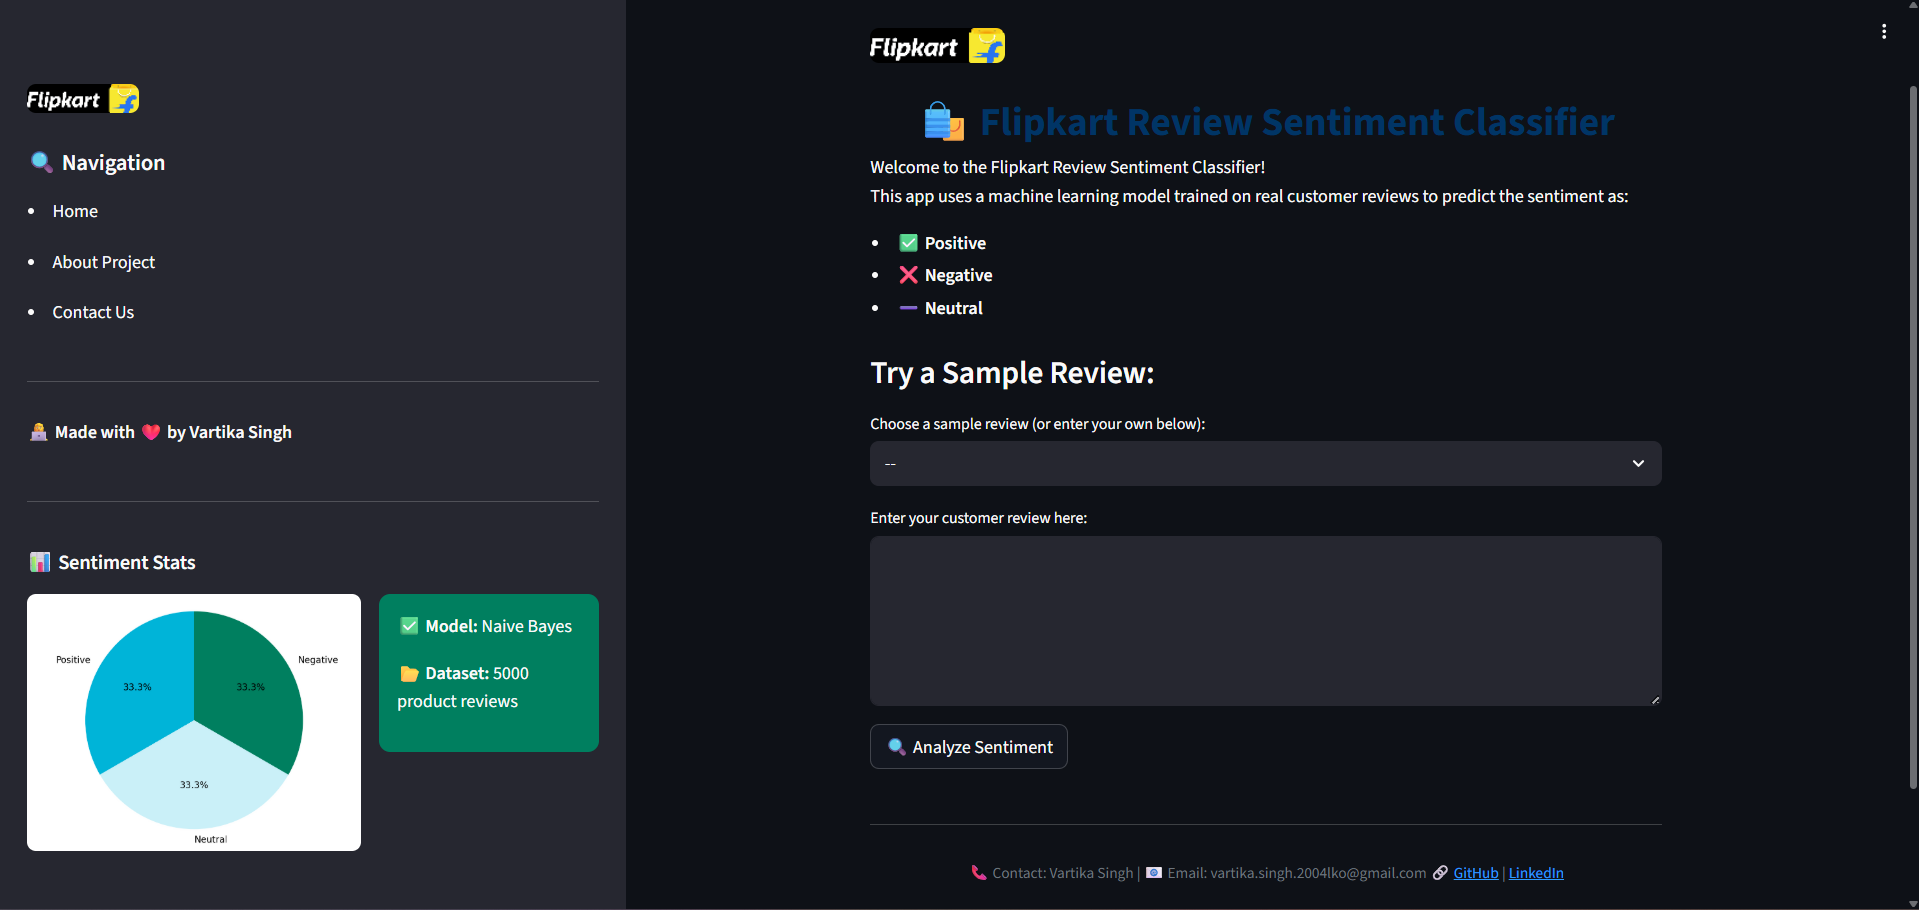 Flipkart
Navigation
Home
About Project
Contact Us
Made with ❤ by Vartika Singh
Sentiment Stats
Positive
Negative
33.3%
33.3%
33.3%
Neutral
Model: Naive Bayes
Dataset: 5000
product reviews
Flipkart
Flipkart Review Sentiment Classifier
Welcome to the Flipkart Review Sentiment Classifier!
This app uses a machine learning model trained on real customer reviews to predict the sentiment as:
Positive
Negative
Neutral
Try a Sample Review:
Choose a sample review (or enter your own below):
--
Enter your customer review here:
Analyze Sentiment
Contact: Vartika Singh | Email: vartika.singh.2004lko@gmail.com GitHub | LinkedIn